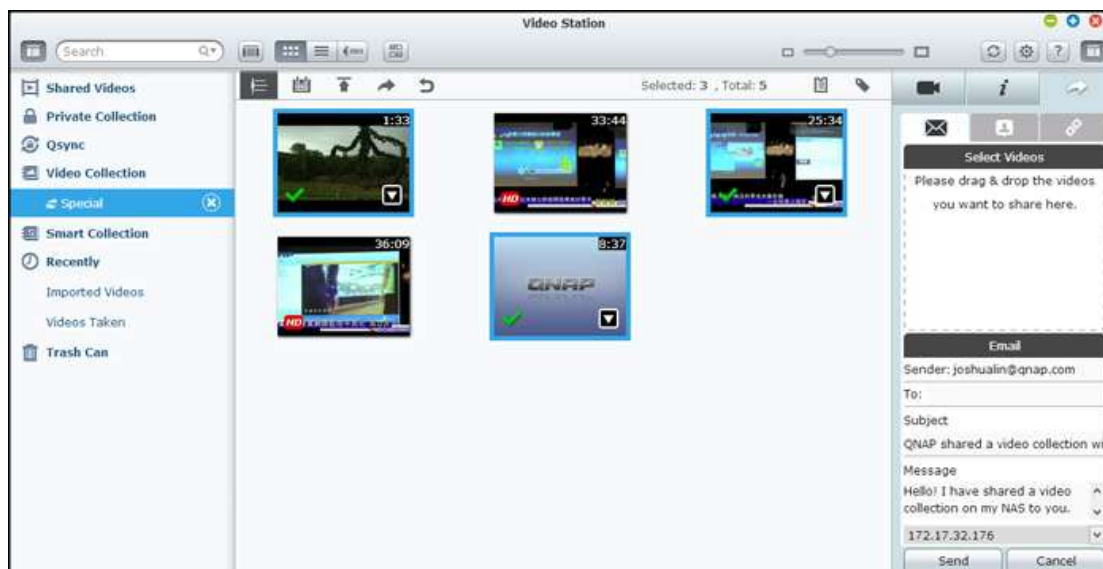 Video Station
Search
Selected: 3 , Total: 5
Shared Videos
Private Collection
Qsync
Video Collection
Special
Smart Collection
Recently
Imported Videos
Videos Taken
Trash Can
1:33
33:44
HD
25:34
36:09
HD
8:37
QNAP
Select Videos
Please drag & drop the videos
you want to share here.
Email
Sender: joshualin@qnap.com
To:
Subject
QNAP shared a video collection wi
Message
Hello! I have shared a video
collection on my NAS to you.
172.17.32.176
Send
Cancel